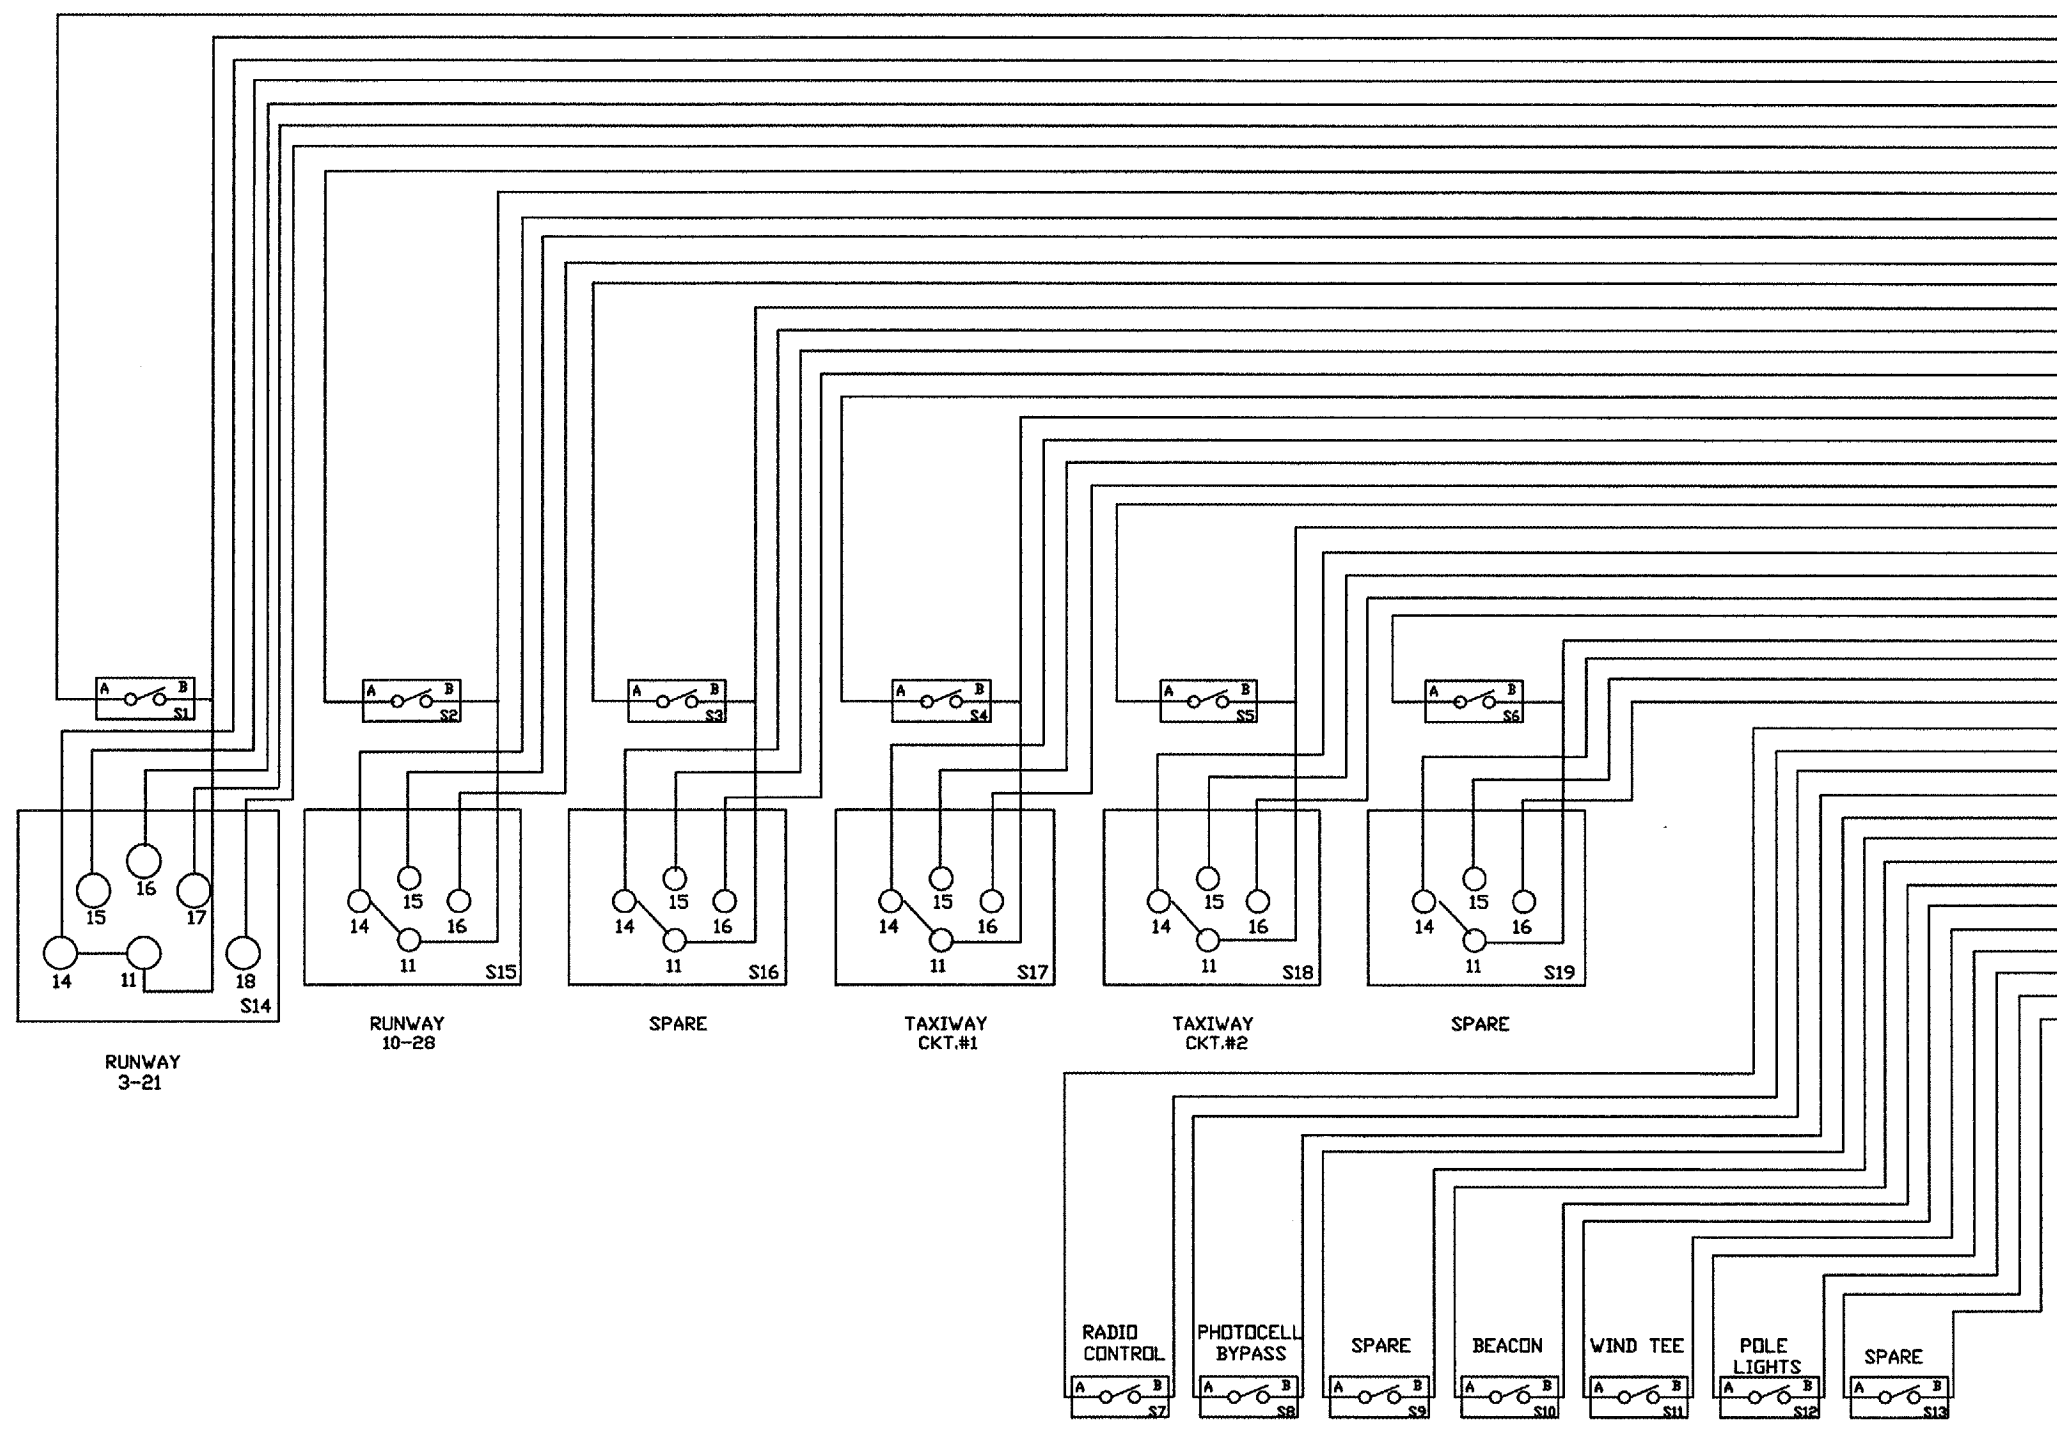 A B
S1
A B
S2
A B
S3
A B
S4
A B
S5
A B
S6
15
16
17
14
11
18
S14
14
15
16
11
S15
14
15
16
11
S16
14
15
16
11
S17
14
15
16
11
S18
14
15
16
11
S19
RUNWAY
3-21
RUNWAY
10-28
SPARE
TAXIWAY
CKT.#1
TAXIWAY
CKT.#2
SPARE
RADIO
CONTROL
A B
S7
PHOTOCELL
BYPASS
A B
S8
SPARE
A B
S9
BEACON
A B
S10
WIND TEE
A B
S11
POLE
LIGHTS
A B
S12
SPARE
A B
S13